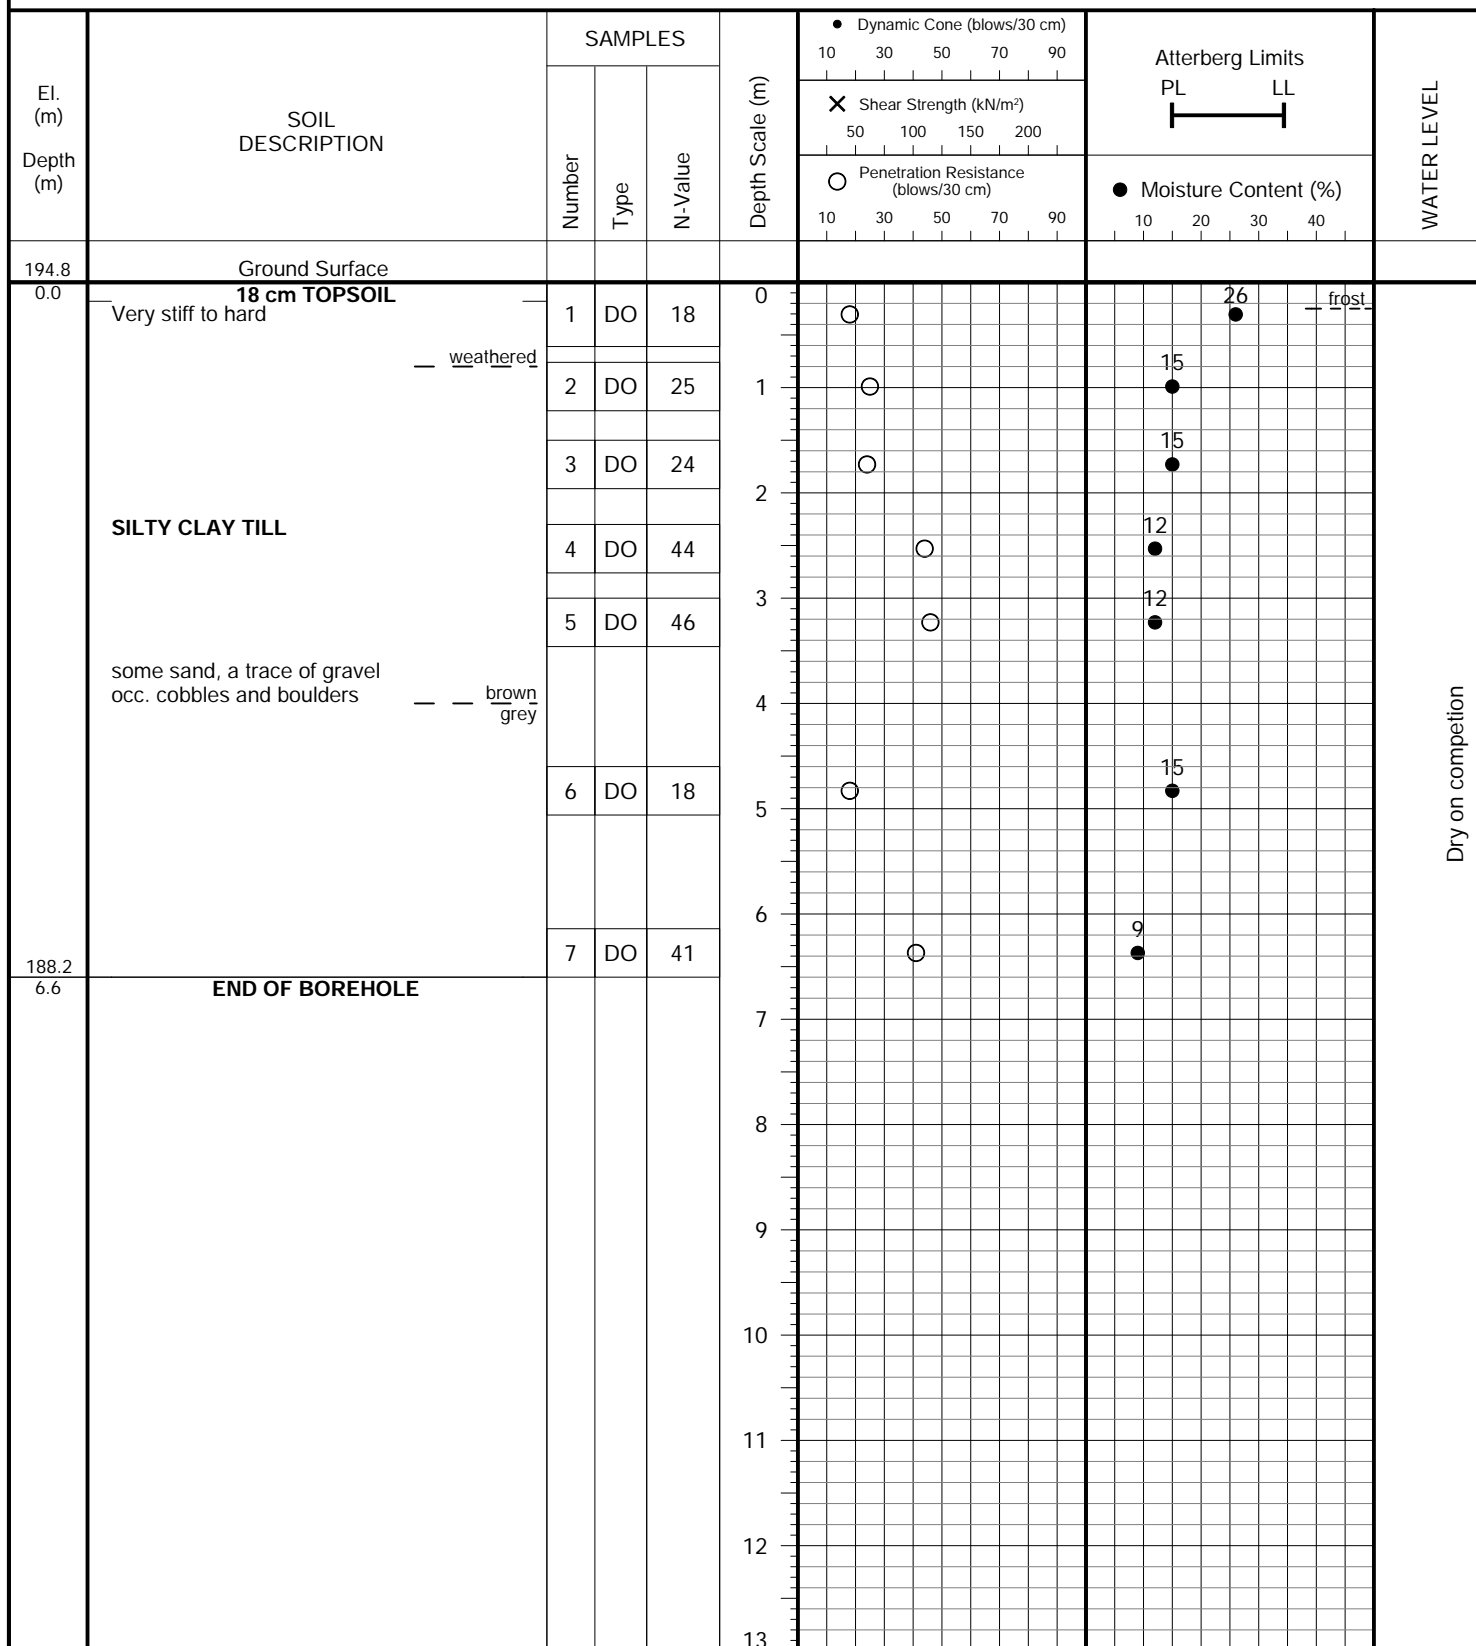 El.
(m)
Depth
(m)
SOIL
DESCRIPTION
SAMPLES
Number
Type
N-Value
Depth Scale (m)
● Dynamic Cone (blows/30 cm)
10 30 50 70 90
✕ Shear Strength (kN/m²)
50 100 150 200
○ Penetration Resistance
(blows/30 cm)
10 30 50 70 90
Atterberg Limits
PL LL
● Moisture Content (%)
10 20 30 40
WATER LEVEL
194.8 Ground Surface
0.0 18 cm TOPSOIL 0 26 frost
Very stiff to hard 1 DO 18
weathered 15
2 DO 25 1
15
3 DO 24
2
SILTY CLAY TILL 12
4 DO 44
3 12
5 DO 46
some sand, a trace of gravel
occ. cobbles and boulders brown
grey
4
15
6 DO 18
5
6
9
7 DO 41
188.2
6.6 END OF BOREHOLE
7
8
9
10
11
12
13
Dry on competion